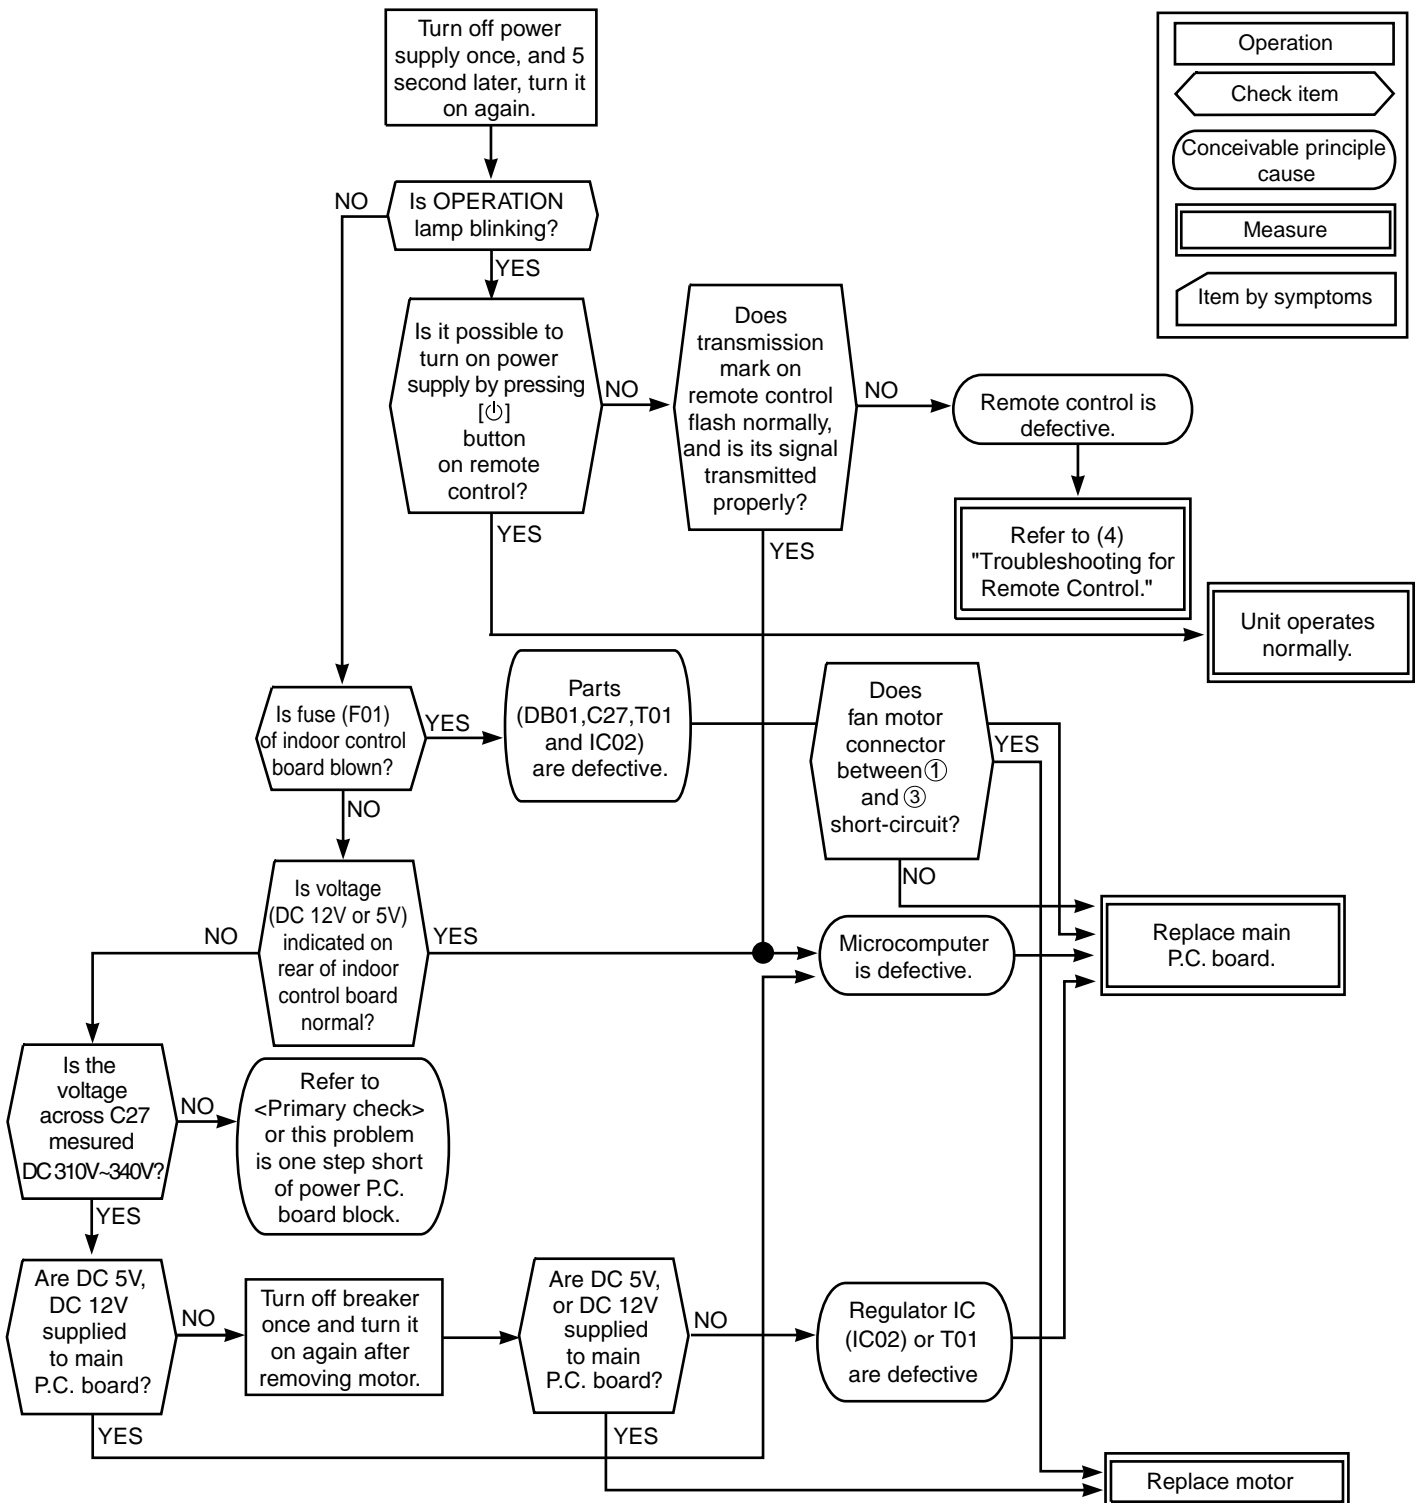 Turn off power
supply once, and 5
second later, turn it
on again.
Operation
Check item
Conceivable principle
cause
Measure
Item by symptoms
NO
Is OPERATION
lamp blinking?
YES
Is it possible to
turn on power
supply by pressing
[⏻]
button
on remote
control?
NO
YES
Does
transmission
mark on
remote control
flash normally,
and is its signal
transmitted
properly?
NO
YES
Remote control is
defective.
Refer to (4)
"Troubleshooting for
Remote Control."
Unit operates
normally.
Is fuse (F01)
of indoor control
board blown?
YES
NO
Parts
(DB01,C27,T01
and IC02)
are defective.
Does
fan motor
connector
between①
and ③
short-circuit?
YES
NO
Is voltage
(DC 12V or 5V)
indicated on
rear of indoor
control board
normal?
NO
YES
Microcomputer
is defective.
Replace main
P.C. board.
Is the
voltage
across C27
mesured
DC 310V~340V?
NO
YES
Refer to
<Primary check>
or this problem
is one step short
of power P.C.
board block.
Are DC 5V,
DC 12V
supplied
to main
P.C. board?
NO
YES
Turn off breaker
once and turn it
on again after
removing motor.
Are DC 5V,
or DC 12V
supplied
to main
P.C. board?
NO
YES
Regulator IC
(IC02) or T01
are defective
Replace motor